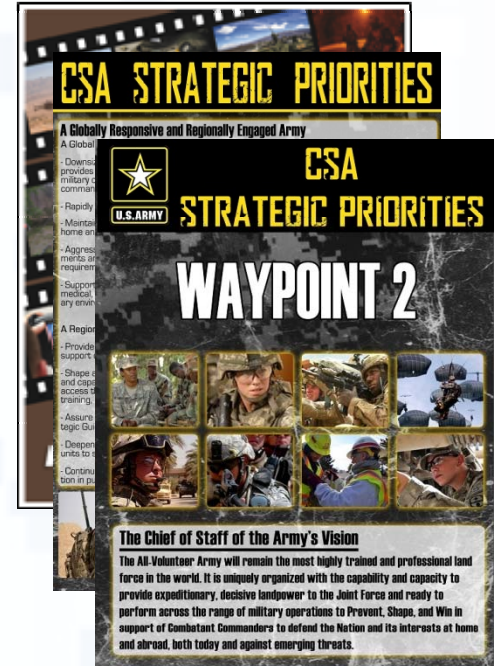 CSA STRATEGIC PRIORITIES
A Globally Responsive and Regionally Engaged Army
A Global
- Downsiz
provides
military c
comman
- Rapidly
- Maintai
home an
- Aggress
ments ar
requirem
- Support
medical,
ary envir
A Region
- Provide
support
- Shape a
and capa
access t
training,
- Assure
tegic Gui
- Deepen
units to s
- Continu
tion in pu
U.S.ARMY
CSA
STRATEGIC PRIORITIES
WAYPOINT 2
The Chief of Staff of the Army's Vision
The All-Volunteer Army will remain the most highly trained and professional land
force in the world. It is uniquely organized with the capability and capacity to
provide expeditionary, decisive landpower to the Joint Force and ready to
perform across the range of military operations to Prevent, Shape, and Win in
support of Combatant Commanders to defend the Nation and its interests at home
and abroad, both today and against emerging threats.